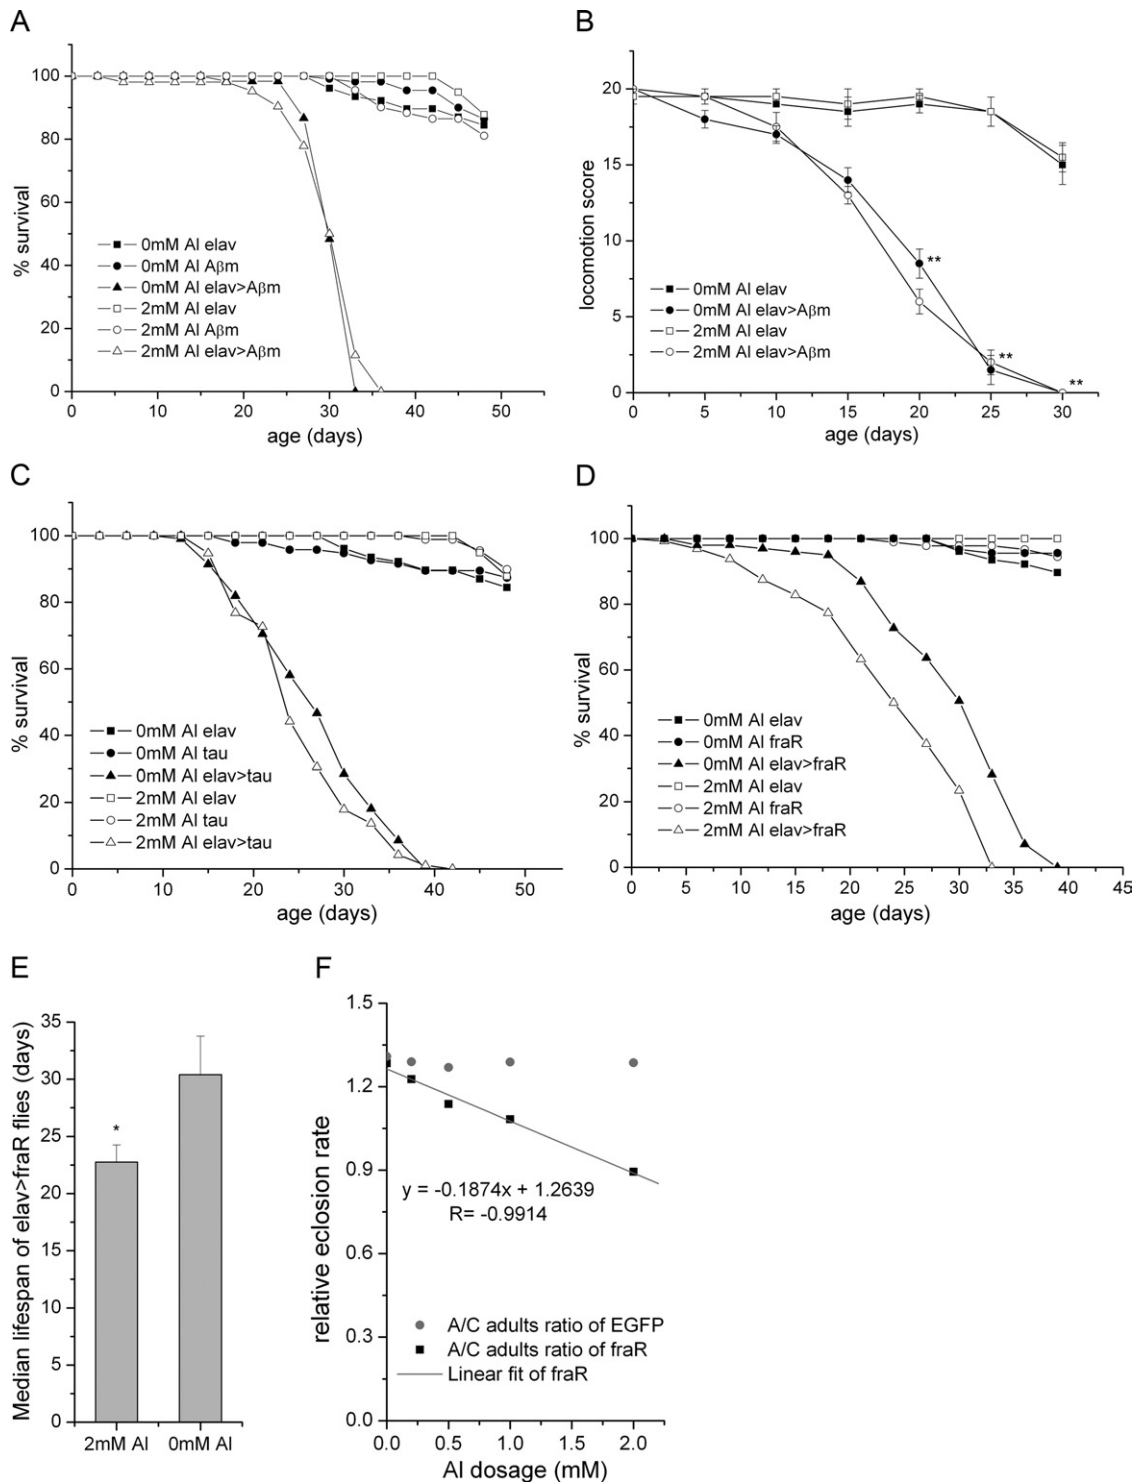 A
100
80
60
40
20
0
% survival
0mM Al elav
0mM Al Aβm
0mM Al elav>Aβm
2mM Al elav
2mM Al Aβm
2mM Al elav>Aβm
0 10 20 30 40 50
age (days)
B
20
15
10
5
0
locomotion score
**
**
**
0mM Al elav
0mM Al elav>Aβm
2mM Al elav
2mM Al elav>Aβm
0 5 10 15 20 25 30
age (days)
C
100
80
60
40
20
0
% survival
0mM Al elav
0mM Al tau
0mM Al elav>tau
2mM Al elav
2mM Al tau
2mM Al elav>tau
0 10 20 30 40 50
age (days)
D
100
80
60
40
20
0
% survival
0mM Al elav
0mM Al fraR
0mM Al elav>fraR
2mM Al elav
2mM Al fraR
2mM Al elav>fraR
0 5 10 15 20 25 30 35 40 45
age (days)
E
35
30
25
20
15
10
5
0
Median lifespan of elav>fraR flies (days)
*
2mM Al 0mM Al
F
1.5
1.2
0.9
0.6
0.3
0.0
relative eclosion rate
y = -0.1874x + 1.2639
R= -0.9914
A/C adults ratio of EGFP
A/C adults ratio of fraR
Linear fit of fraR
0.0 0.5 1.0 1.5 2.0
Al dosage (mM)